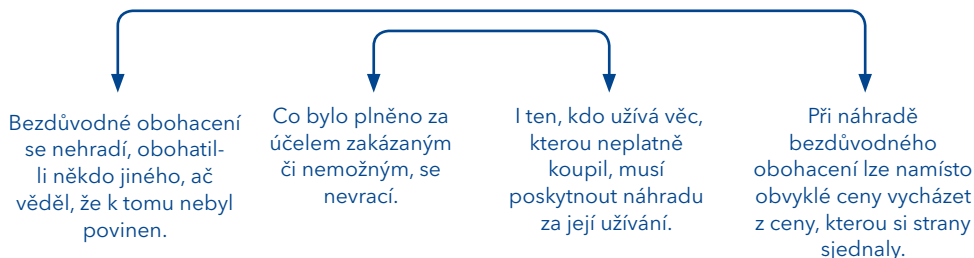 Bezdůvodné obohacení
se nehradí, obohatil-
li někdo jiného, ač
věděl, že k tomu nebyl
povinen.
Co bylo plněno za
účelem zakázaným
či nemožným, se
nevrací.
I ten, kdo užívá věc,
kterou neplatně
koupil, musí
poskytnout náhradu
za její užívání.
Při náhradě
bezdůvodného
obohacení lze namísto
obvyklé ceny vycházet
z ceny, kterou si strany
sjednaly.